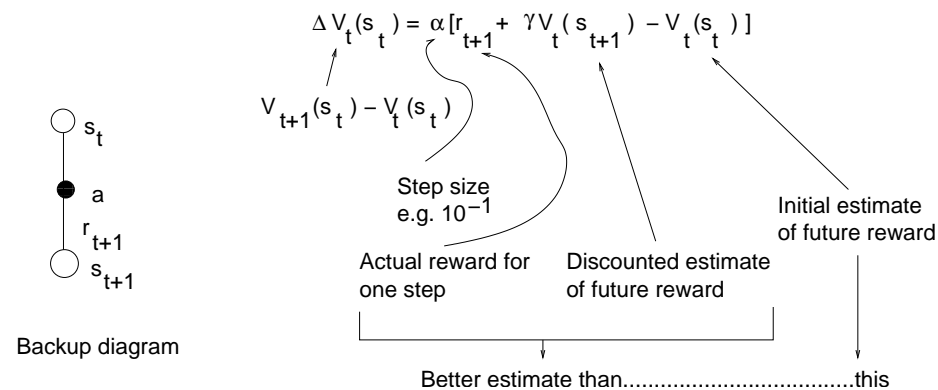 Δ V_t(s_t) = α [r_{t+1} + γ V_t( s_{t+1}) − V_t(s_t) ]
V_{t+1}(s_t) − V_t(s_t)
s_t
a
r_{t+1}
s_{t+1}
Backup diagram
Step size
e.g. 10^{−1}
Actual reward for
one step
Discounted estimate
of future reward
Initial estimate
of future reward
Better estimate than.......................................this